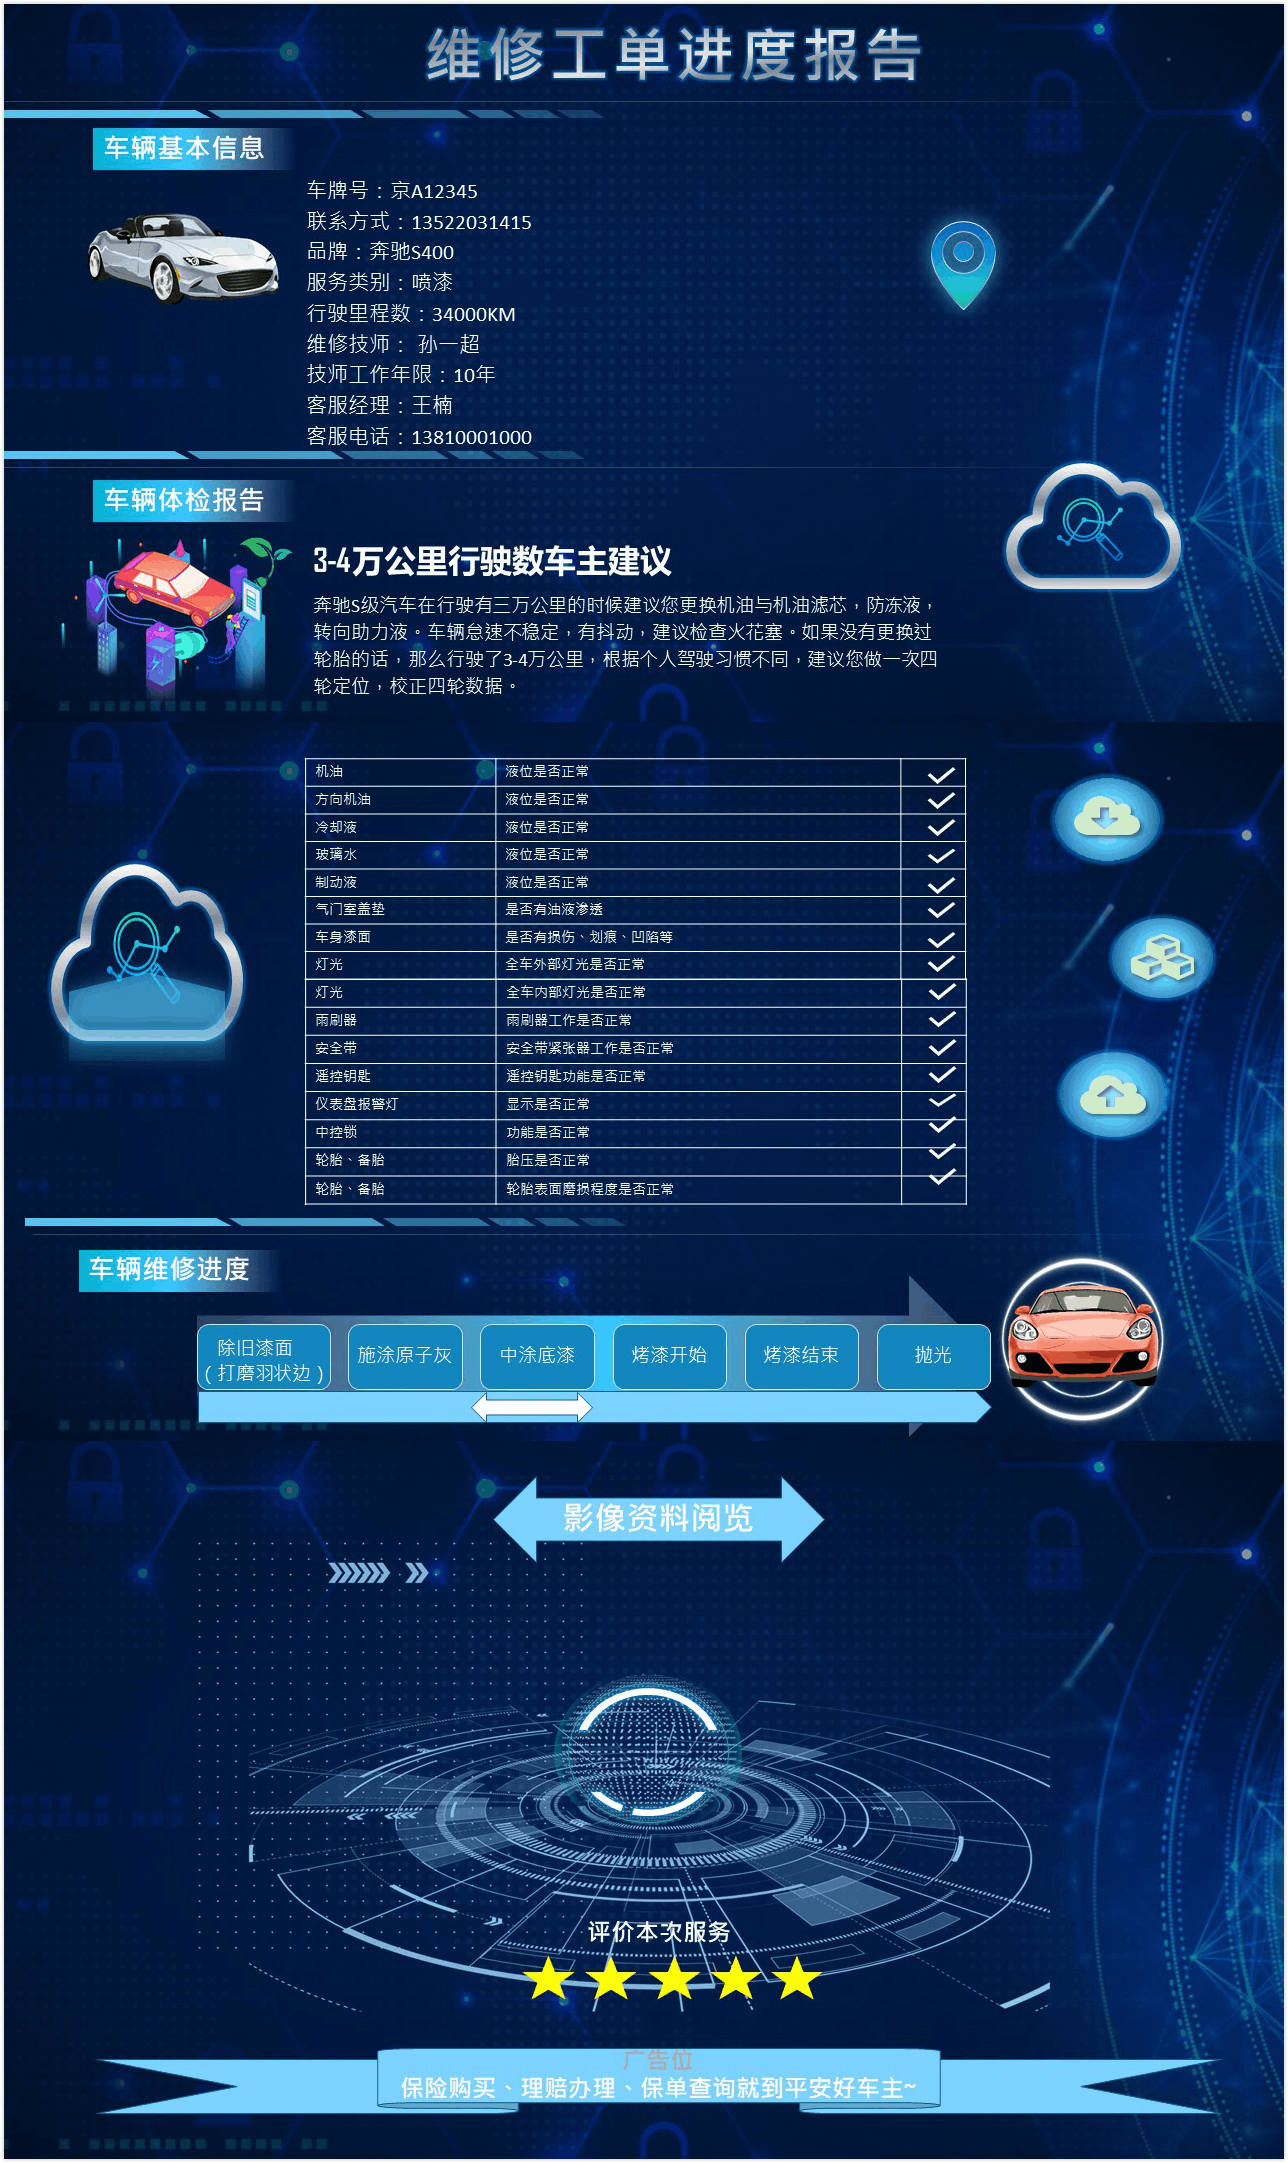 维修工单进度报告
车辆基本信息
车牌号：京A12345
联系方式：13522031415
品牌：奔驰S400
服务类别：喷漆
行驶里程数：34000KM
维修技师： 孙一超
技师工作年限：10年
客服经理：王楠
客服电话：13810001000
车辆体检报告
3-4万公里行驶数车主建议
奔驰S级汽车在行驶有三万公里的时候建议您更换机油与机油滤芯，防冻液，
转向助力液。车辆怠速不稳定，有抖动，建议检查火花塞。如果没有更换过
轮胎的话，那么行驶了3-4万公里，根据个人驾驶习惯不同，建议您做一次四
轮定位，校正四轮数据。
机油 液位是否正常
方向机油 液位是否正常
冷却液 液位是否正常
玻璃水 液位是否正常
制动液 液位是否正常
气门室盖垫 是否有油液渗透
车身漆面 是否有损伤、划痕、凹陷等
灯光 全车外部灯光是否正常
灯光 全车内部灯光是否正常
雨刷器 雨刷器工作是否正常
安全带 安全带紧张器工作是否正常
遥控钥匙 遥控钥匙功能是否正常
仪表盘报警灯 显示是否正常
中控锁 功能是否正常
轮胎、备胎 胎压是否正常
轮胎、备胎 轮胎表面磨损程度是否正常
车辆维修进度
除旧漆面
（打磨羽状边）
施涂原子灰
中涂底漆
烤漆开始
烤漆结束
抛光
影像资料阅览
评价本次服务
广告位
保险购买、理赔办理、保单查询就到平安好车主~